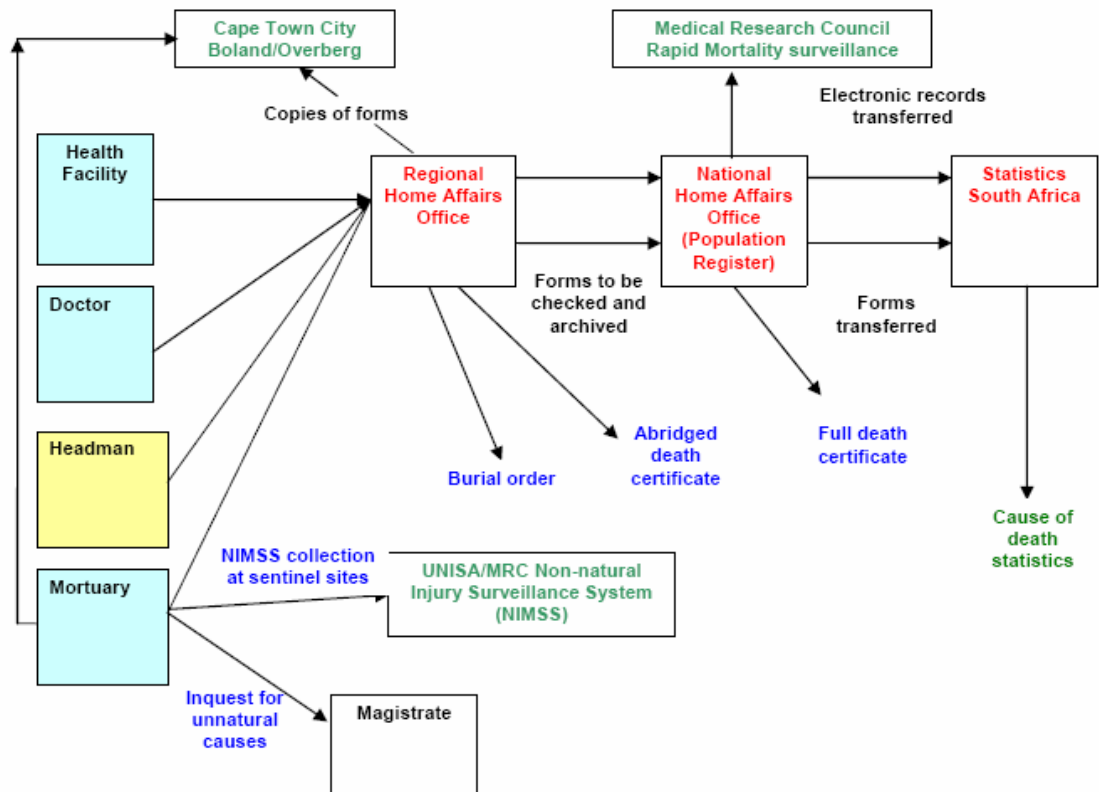 Cape Town City
Boland/Overberg
Medical Research Council
Rapid Mortality surveillance
Copies of forms
Electronic records
transferred
Health
Facility
Regional
Home Affairs
Office
National
Home Affairs
Office
(Population
Register)
Statistics
South Africa
Doctor
Forms to be
checked and
archived
Forms
transferred
Headman
Burial order
Abridged
death
certificate
Full death
certificate
Cause of
death
statistics
Mortuary
NIMSS collection
at sentinel sites
UNISA/MRC Non-natural
Injury Surveillance System
(NIMSS)
Inquest for
unnatural
causes
Magistrate